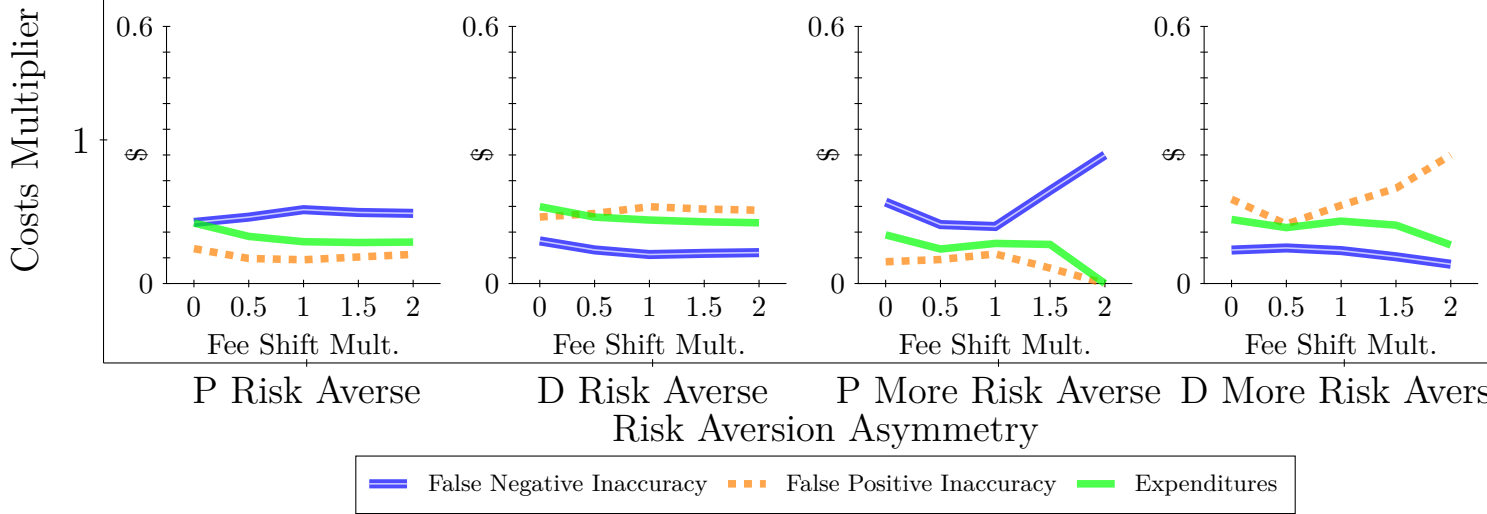 Costs Multiplier
1
0.6
$
0
0 0.5 1 1.5 2
Fee Shift Mult.
0.6
$
0
0 0.5 1 1.5 2
Fee Shift Mult.
0.6
$
0
0 0.5 1 1.5 2
Fee Shift Mult.
0.6
$
0
0 0.5 1 1.5 2
Fee Shift Mult.
P Risk Averse
D Risk Averse
P More Risk Averse
D More Risk Avers
Risk Aversion Asymmetry
False Negative Inaccuracy False Positive Inaccuracy Expenditures